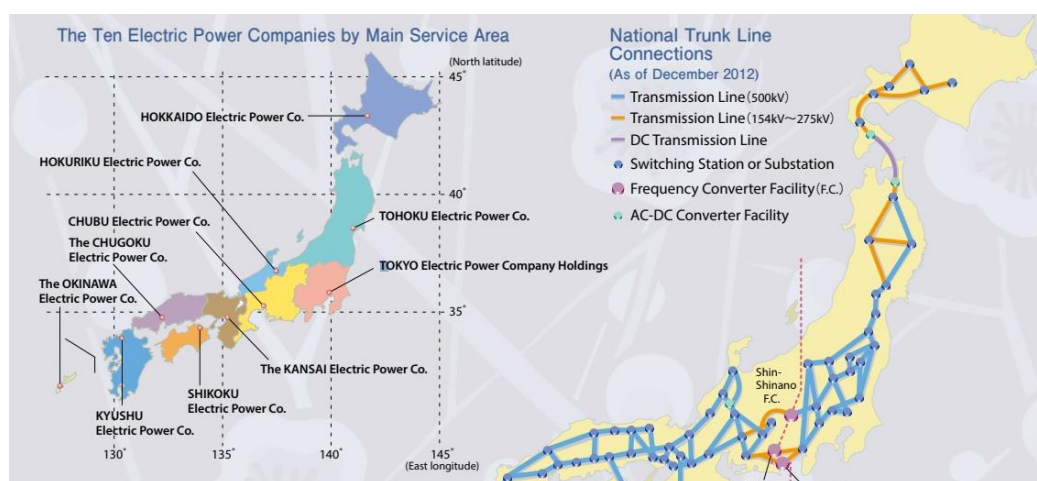 The Ten Electric Power Companies by Main Service Area
(North latitude)
45
HOKKAIDO Electric Power Co.
HOKURIKU Electric Power Co.
40
CHUBU Electric Power Co.
TOHOKU Electric Power Co.
The CHUGOKU
Electric Power Co.
TOKYO Electric Power Company Holdings
The OKINAWA
Electric Power Co.
35
The KANSAI Electric Power Co.
SHIKOKU
Electric Power Co.
KYUSHU
Electric Power Co.
130
135
140
145
(East longitude)
National Trunk Line
Connections
(As of December 2012)
Transmission Line(500kV)
Transmission Line(154kV～275kV)
DC Transmission Line
Switching Station or Substation
Frequency Converter Facility(F.C.)
AC-DC Converter Facility
Shin-
Shinano
F.C.